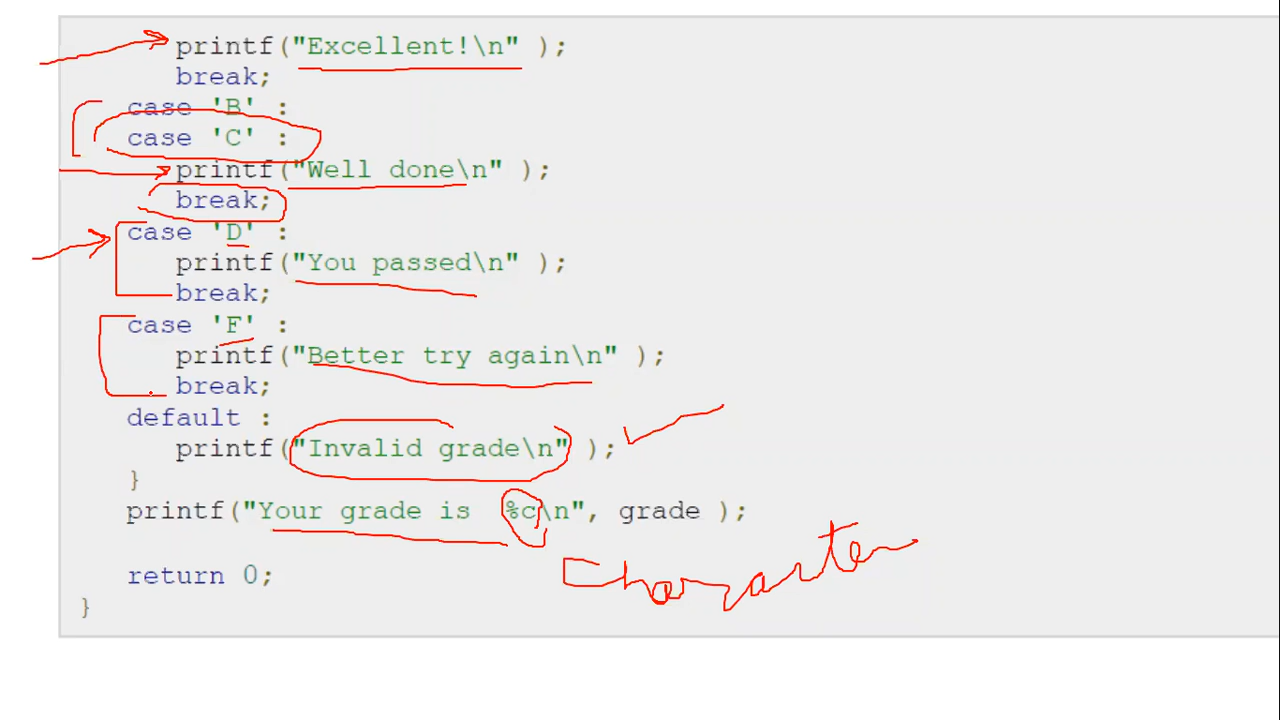 printf("Excellent!\n" );
break;
case 'B' :
case 'C' :
printf("Well done\n" );
break;
case 'D' :
printf("You passed\n" );
break;
case 'F' :
printf("Better try again\n" );
break;
default :
printf("Invalid grade\n" );
}
printf("Your grade is  %c\n", grade );
Character
return 0;
}